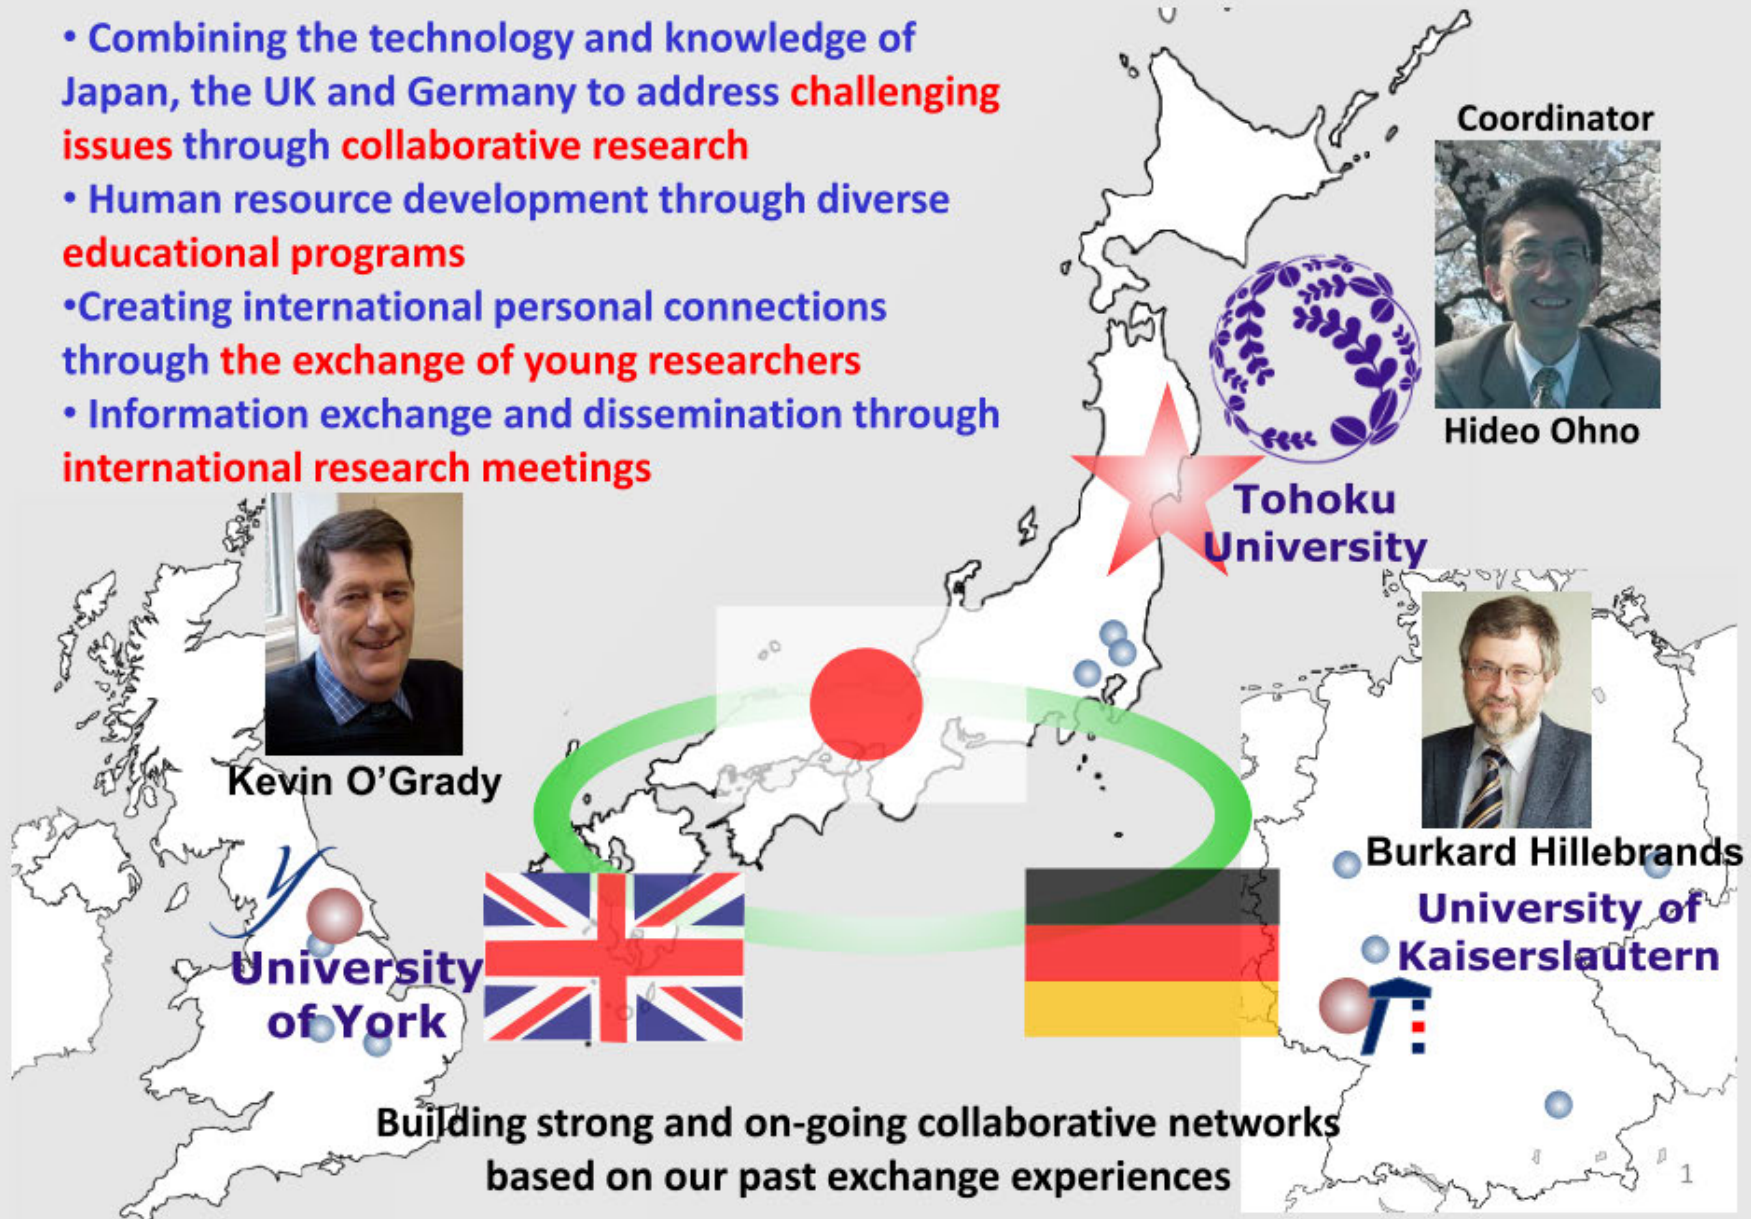 • Combining the technology and knowledge of
Japan, the UK and Germany to address challenging
issues through collaborative research
• Human resource development through diverse
educational programs
•Creating international personal connections
through the exchange of young researchers
• Information exchange and dissemination through
international research meetings
Coordinator
Hideo Ohno
Tohoku
University
Kevin O’Grady
University
of York
Burkard Hillebrands
University of
Kaiserslautern
Building strong and on-going collaborative networks
based on our past exchange experiences
1